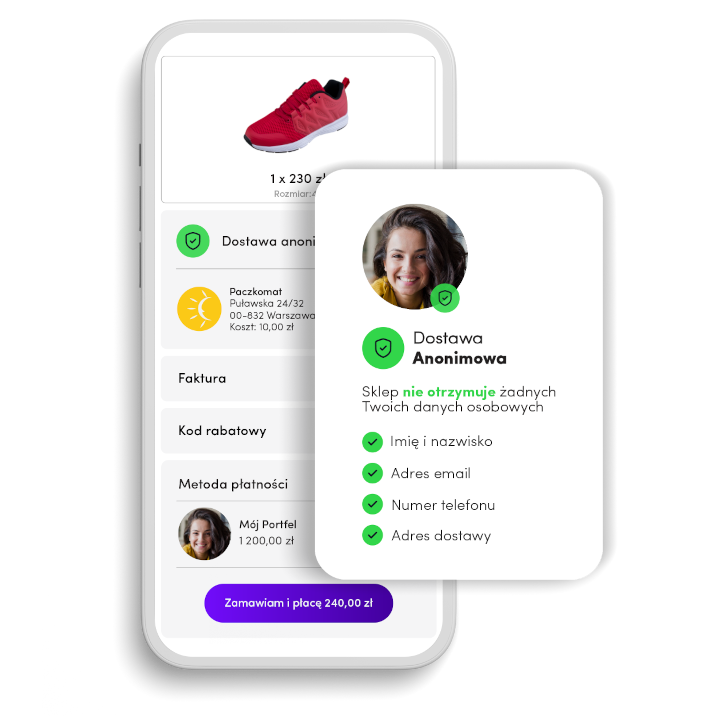 1 x 230 zł
Rozmiar:4
Dostawa anoni
Paczkomat
Puławska 24/32
00-832 Warszawa
Koszt: 10,00 zł
Faktura
Kod rabatowy
Metoda płatności
Mój Portfel
1 200,00 zł
Zamawiam i płacę 240,00 zł
Dostawa
Anonimowa
Sklep nie otrzymuje żadnych
Twoich danych osobowych
Imię i nazwisko
Adres email
Numer telefonu
Adres dostawy